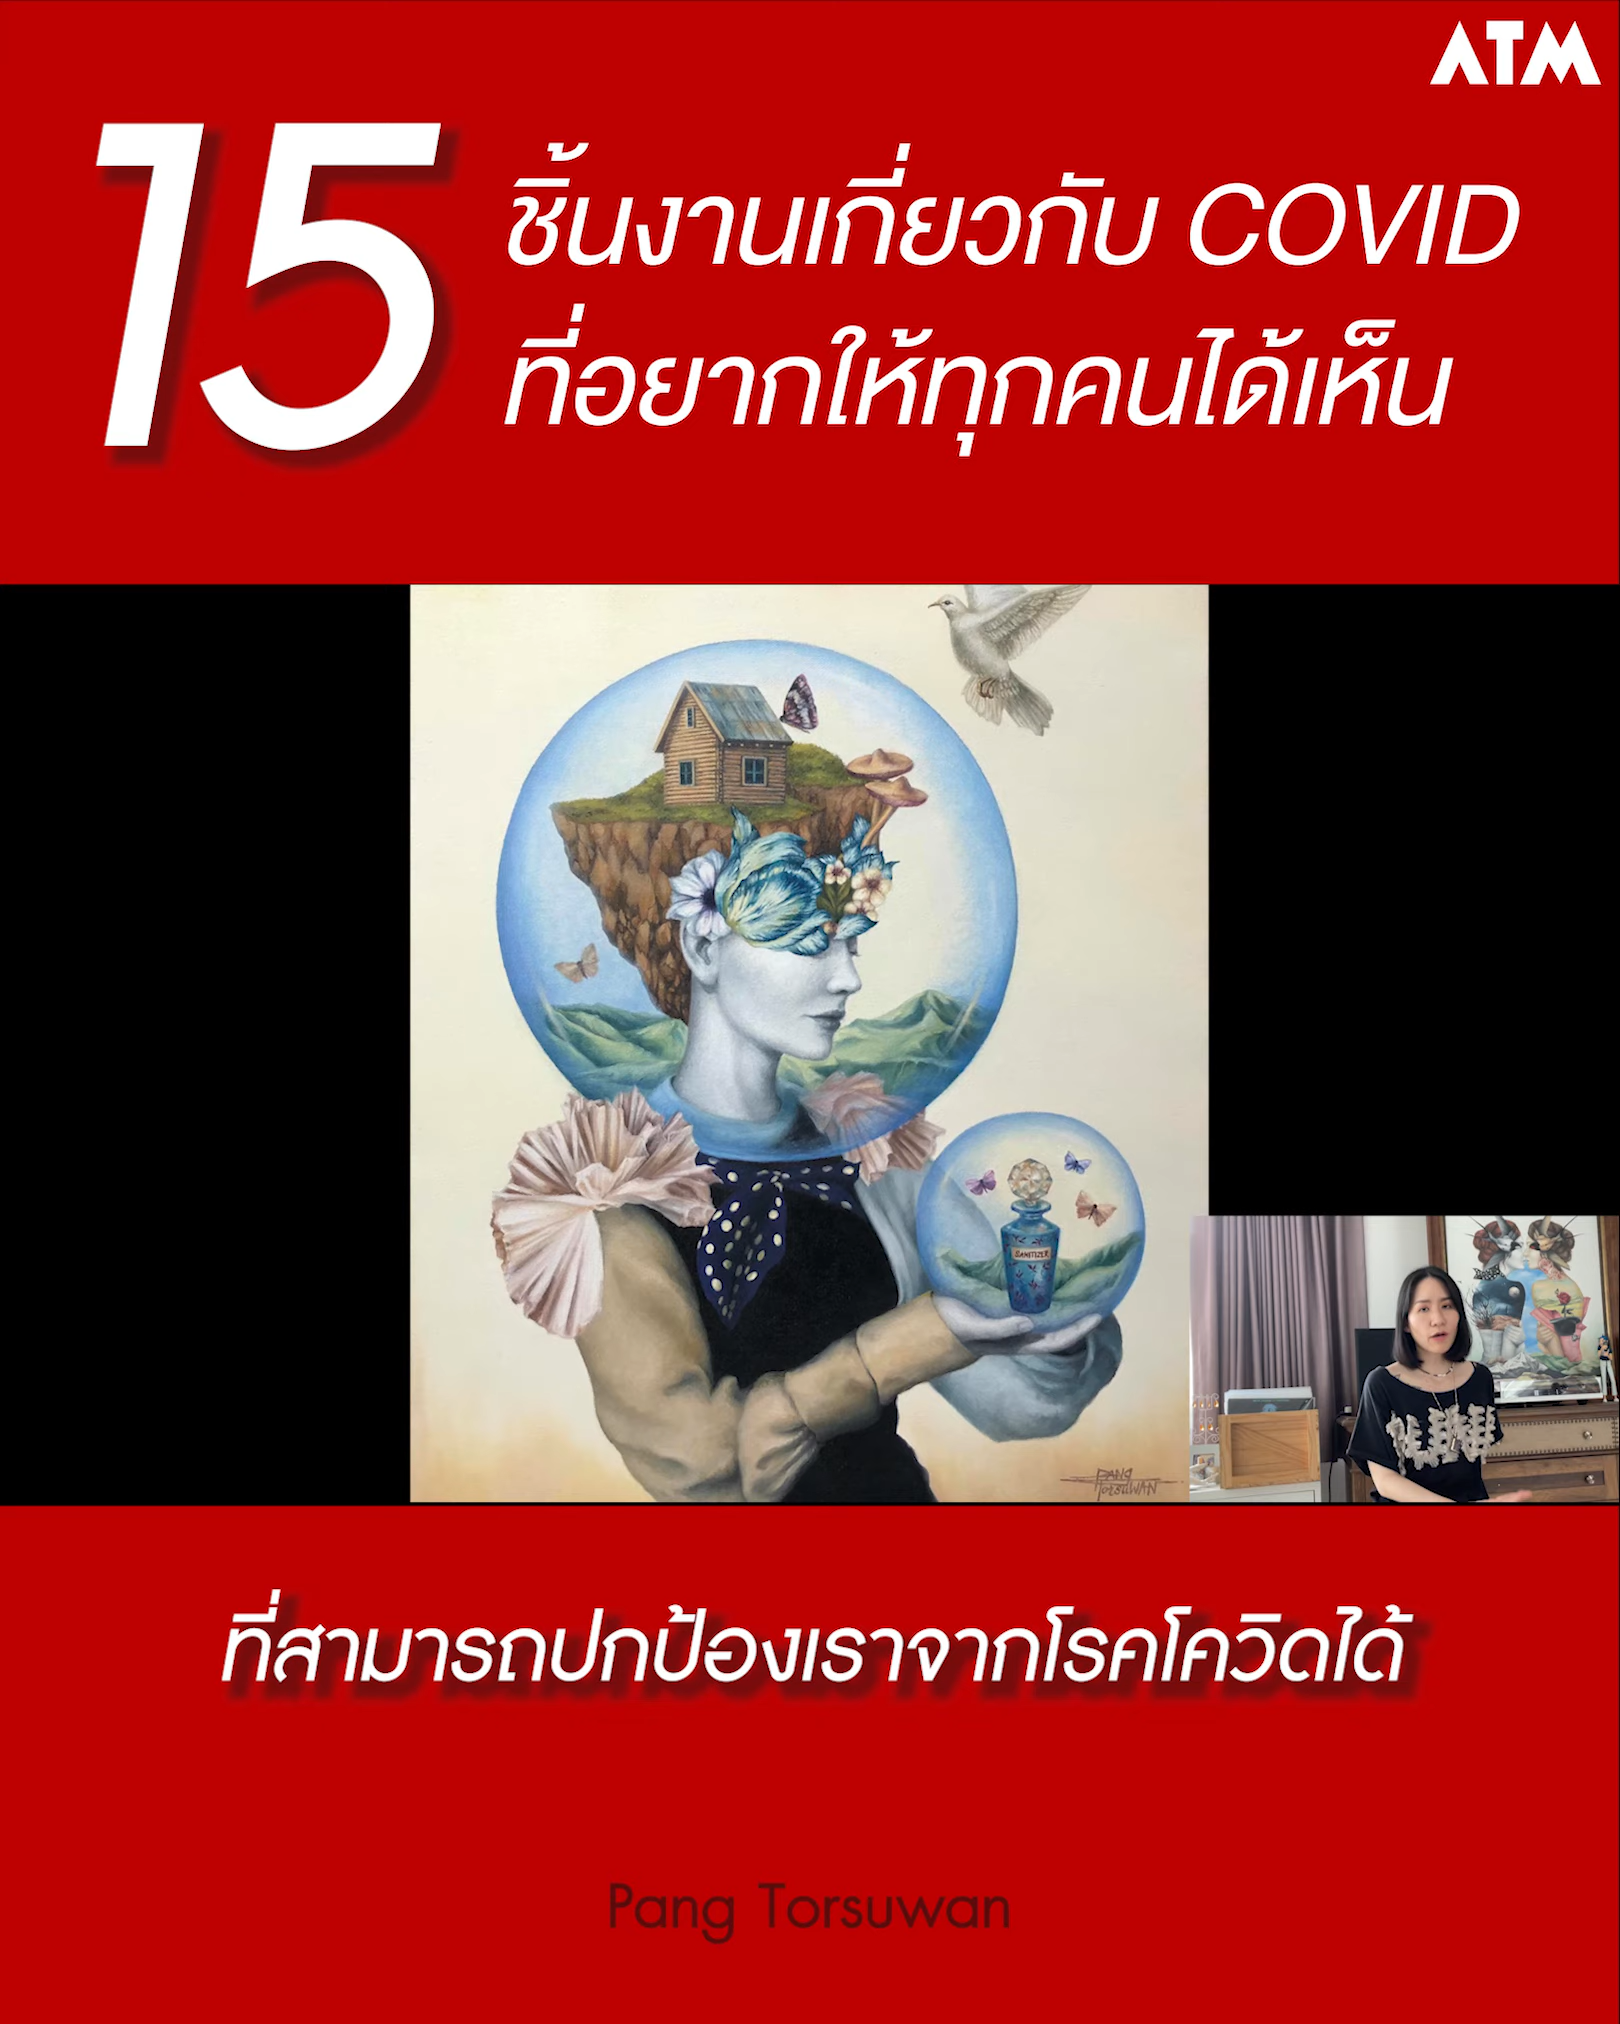 ATM
15
ชิ้นงานเกี่ยวกับ COVID
ที่อยากให้ทุกคนได้เห็น
SANITIZER
PANG
TORSUWAN
ที่สามารถปกป้องเราจากโรคโควิดได้
Pang Torsuwan